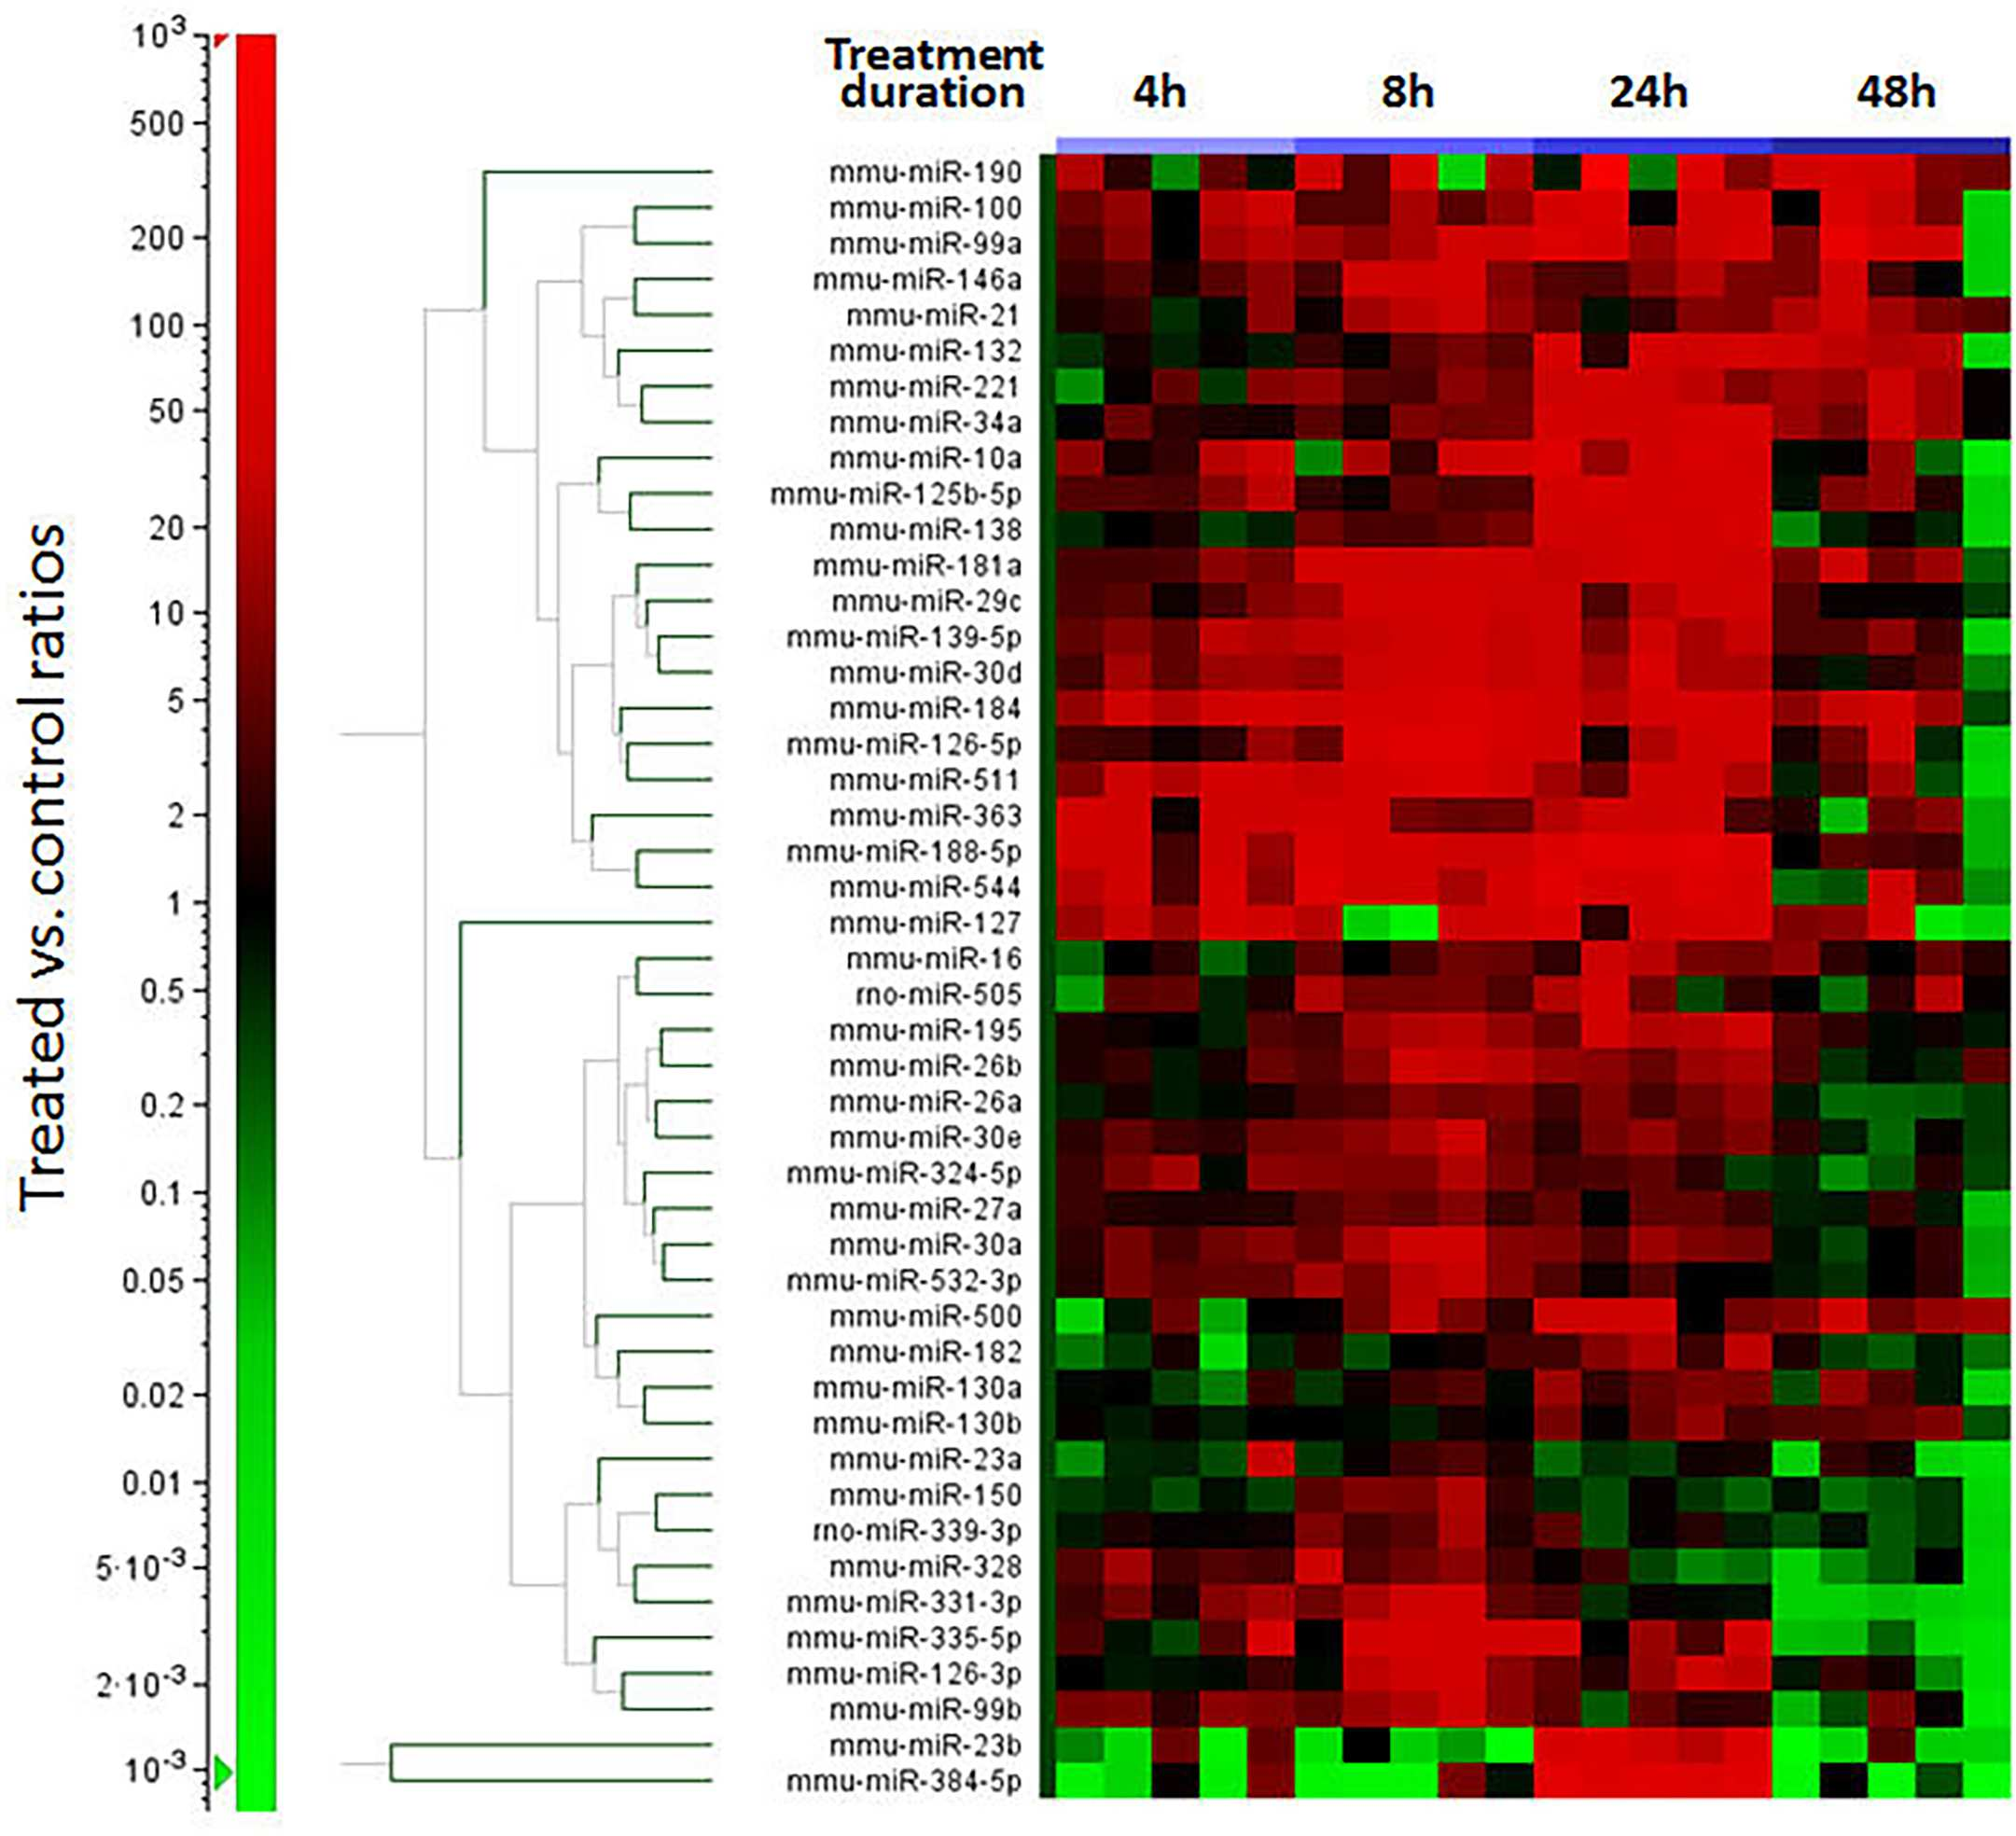 Treatment
duration
4h 8h 24h 48h
Treated vs. control ratios
10³
500
200
100
50
20
10
5
2
1
0.5
0.2
0.1
0.05
0.02
0.01
5·10⁻³
2·10⁻³
10⁻³
mmu-miR-190
mmu-miR-100
mmu-miR-99a
mmu-miR-146a
mmu-miR-21
mmu-miR-132
mmu-miR-221
mmu-miR-34a
mmu-miR-10a
mmu-miR-125b-5p
mmu-miR-138
mmu-miR-181a
mmu-miR-29c
mmu-miR-139-5p
mmu-miR-30d
mmu-miR-184
mmu-miR-126-5p
mmu-miR-511
mmu-miR-363
mmu-miR-188-5p
mmu-miR-544
mmu-miR-127
mmu-miR-16
rno-miR-505
mmu-miR-195
mmu-miR-26b
mmu-miR-26a
mmu-miR-30e
mmu-miR-324-5p
mmu-miR-27a
mmu-miR-30a
mmu-miR-532-3p
mmu-miR-500
mmu-miR-182
mmu-miR-130a
mmu-miR-130b
mmu-miR-23a
mmu-miR-150
rno-miR-339-3p
mmu-miR-328
mmu-miR-331-3p
mmu-miR-335-5p
mmu-miR-126-3p
mmu-miR-99b
mmu-miR-23b
mmu-miR-384-5p